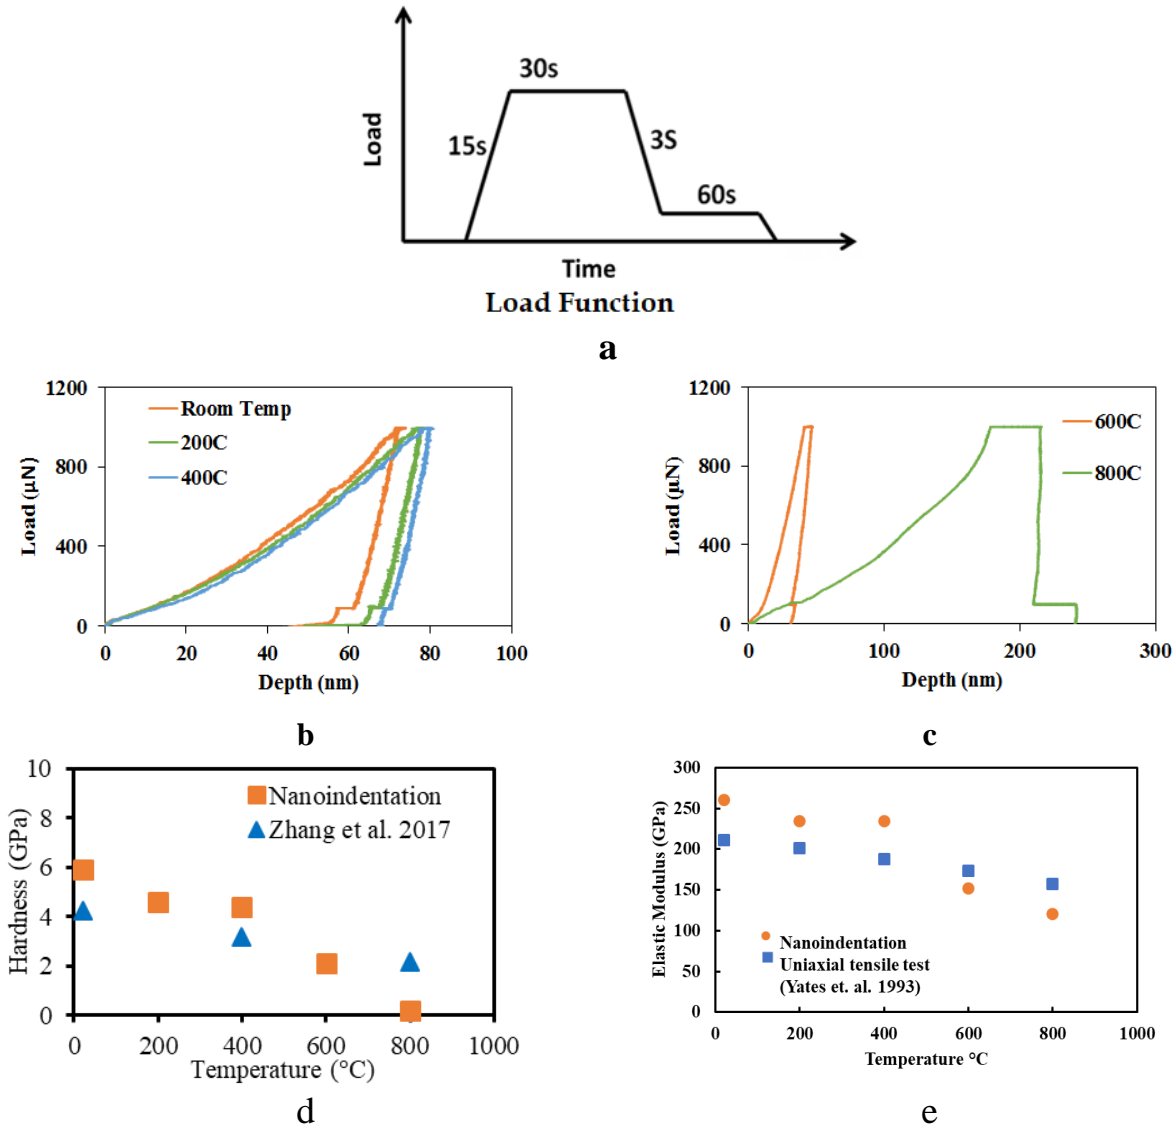 30s
15s
3S
60s
Load
Time
Load Function
a
1200
800
400
0
Load (μN)
Room Temp
200C
400C
0 20 40 60 80 100
Depth (nm)
b
1200
800
400
0
Load (μN)
600C
800C
0 100 200 300
Depth (nm)
c
10
8
6
4
2
0
Hardness (GPa)
Nanoindentation
Zhang et al. 2017
0 200 400 600 800 1000
Temperature (°C)
d
300
250
200
150
100
50
0
Elastic Modulus (GPa)
Nanoindentation
Uniaxial tensile test
(Yates et. al. 1993)
0 200 400 600 800 1000
Temperature °C
e